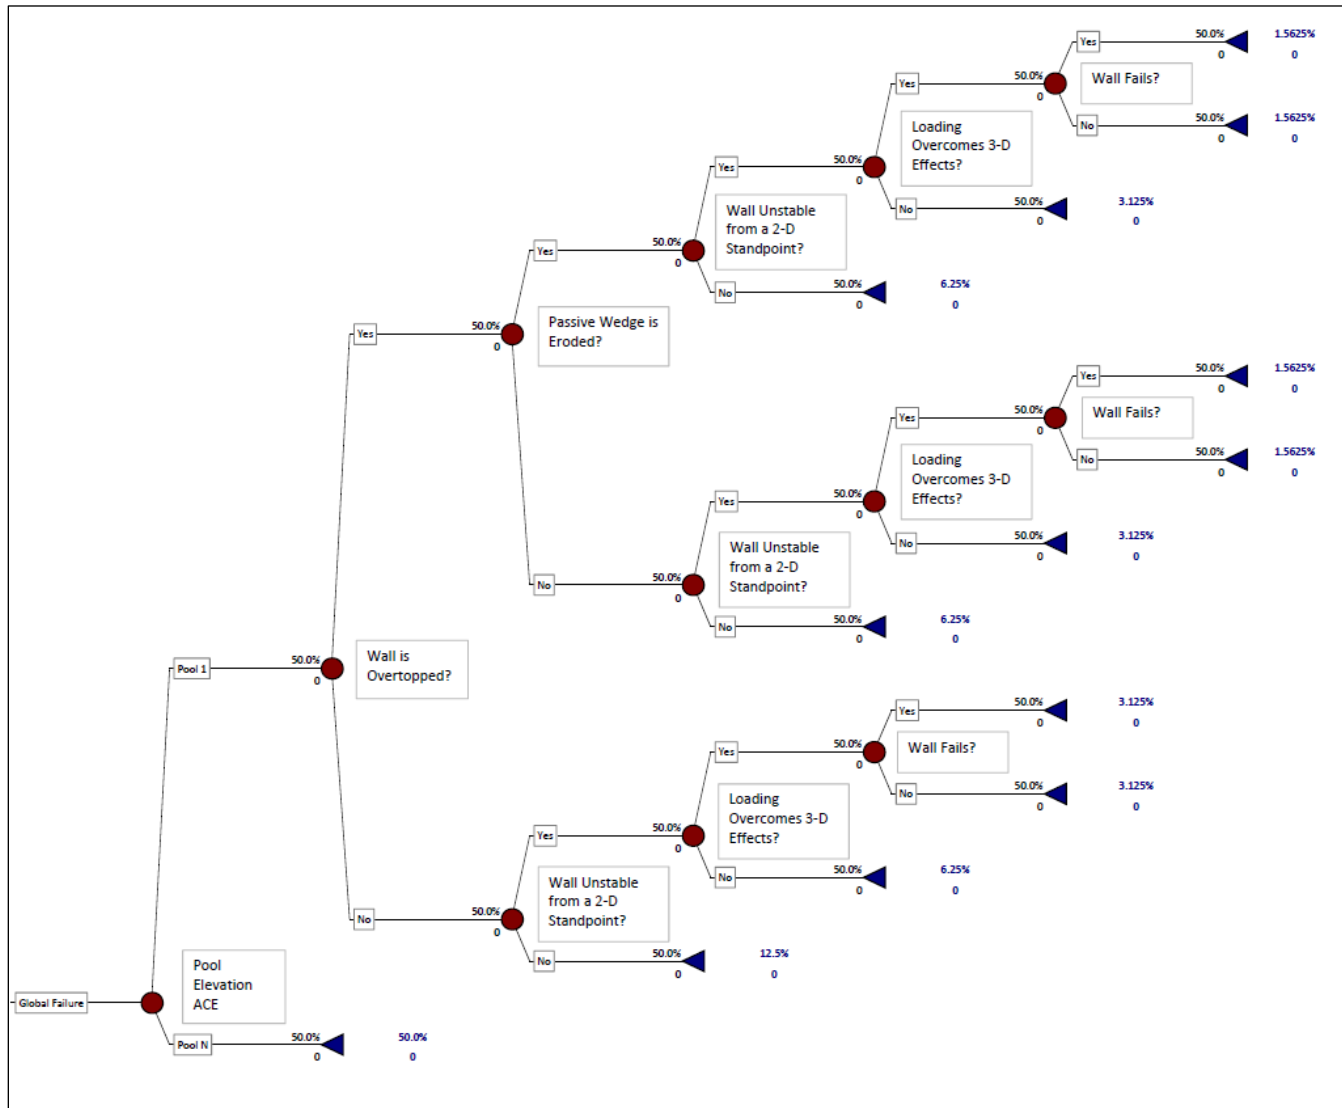 Yes
50.0%
0
1.5625%
0
50.0%
0
Wall Fails?
Yes
No
50.0%
0
1.5625%
0
Loading
Overcomes 3-D
Effects?
50.0%
0
Yes
No
50.0%
0
3.125%
0
Wall Unstable
from a 2-D
Standpoint?
50.0%
0
Yes
No
50.0%
0
6.25%
0
Passive Wedge is
Eroded?
Yes
50.0%
0
Yes
50.0%
0
1.5625%
0
50.0%
0
Wall Fails?
Yes
No
50.0%
0
1.5625%
0
Loading
Overcomes 3-D
Effects?
50.0%
0
Yes
No
50.0%
0
3.125%
0
Wall Unstable
from a 2-D
Standpoint?
No
50.0%
0
No
50.0%
0
6.25%
0
Pool 1
50.0%
0
Wall is
Overtopped?
Yes
50.0%
0
3.125%
0
50.0%
0
Wall Fails?
Yes
No
50.0%
0
3.125%
0
Loading
Overcomes 3-D
Effects?
50.0%
0
Yes
No
50.0%
0
6.25%
0
Wall Unstable
from a 2-D
Standpoint?
No
50.0%
0
No
50.0%
0
12.5%
0
Pool
Elevation
ACE
Global Failure
Pool N
50.0%
0
50.0%
0